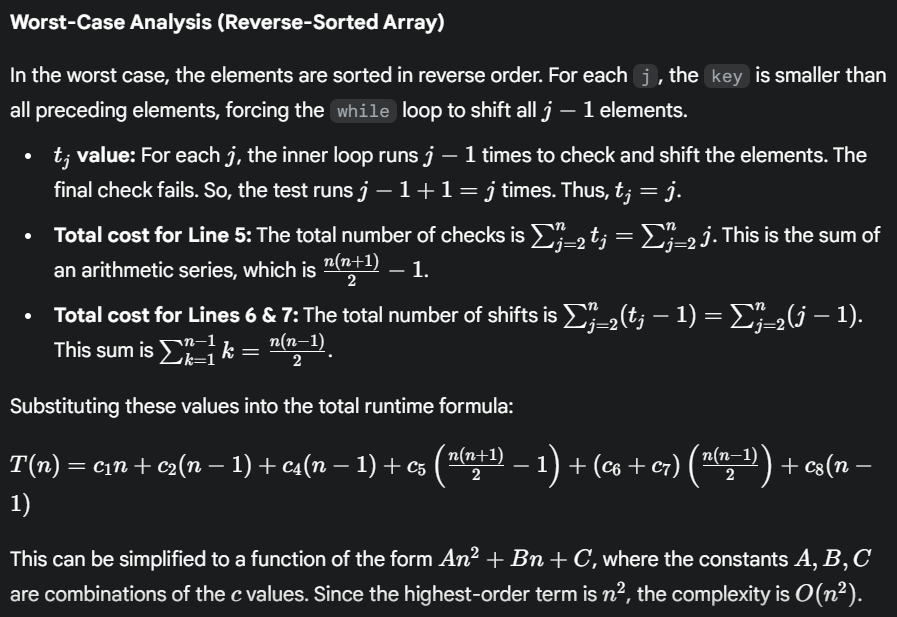 Worst-Case Analysis (Reverse-Sorted Array)
In the worst case, the elements are sorted in reverse order. For each j, the key is smaller than
all preceding elements, forcing the while loop to shift all j − 1 elements.
• t_j value: For each j, the inner loop runs j − 1 times to check and shift the elements. The
final check fails. So, the test runs j − 1 + 1 = j times. Thus, t_j = j.
• Total cost for Line 5: The total number of checks is ∑_{j=2}^{n} t_j = ∑_{j=2}^{n} j. This is the sum of
an arithmetic series, which is \frac{n(n+1)}{2} − 1.
• Total cost for Lines 6 & 7: The total number of shifts is ∑_{j=2}^{n}(t_j − 1) = ∑_{j=2}^{n}(j − 1).
This sum is ∑_{k=1}^{n−1} k = \frac{n(n−1)}{2}.
Substituting these values into the total runtime formula:
T(n) = c_1n + c_2(n − 1) + c_4(n − 1) + c_5 (\frac{n(n+1)}{2} − 1) + (c_6 + c_7) (\frac{n(n−1)}{2}) + c_8(n −
1)
This can be simplified to a function of the form An^2 + Bn + C, where the constants A, B, C
are combinations of the c values. Since the highest-order term is n^2, the complexity is O(n^2).